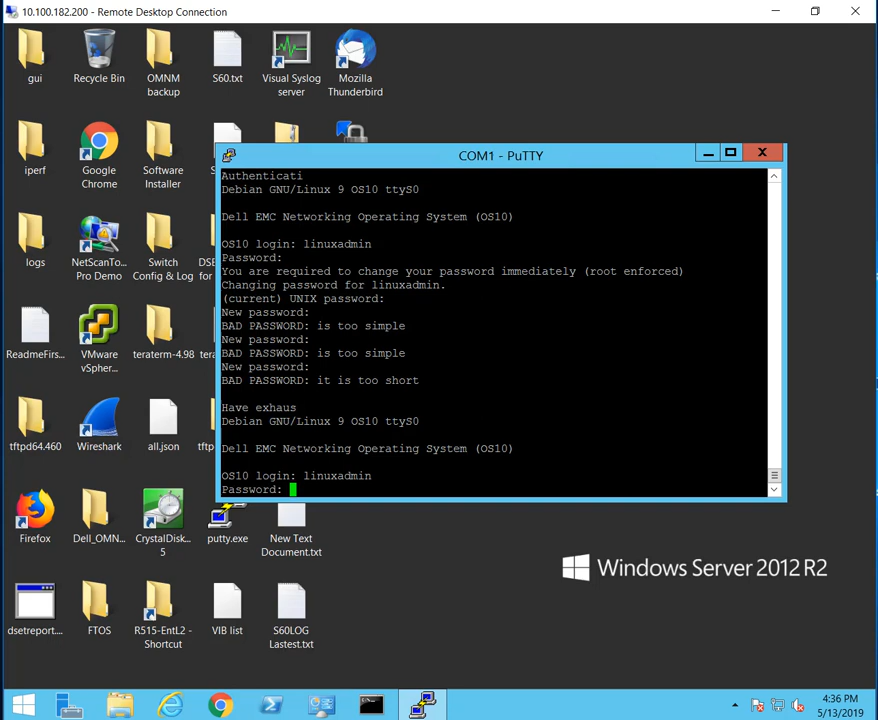 10.100.182.200 - Remote Desktop Connection
gui
Recycle Bin
OMNM
backup
S60.txt
Visual Syslog
server
Mozilla
Thunderbird
iperf
Google
Chrome
Software
Installer
COM1 - PuTTY
Authenticati
Debian GNU/Linux 9 OS10 ttyS0
Dell EMC Networking Operating System (OS10)
OS10 login: linuxadmin
Password:
You are required to change your password immediately (root enforced)
Changing password for linuxadmin.
(current) UNIX password:
New password:
BAD PASSWORD: is too simple
New password:
BAD PASSWORD: is too simple
New password:
BAD PASSWORD: it is too short
Have exhaus
Debian GNU/Linux 9 OS10 ttyS0
Dell EMC Networking Operating System (OS10)
OS10 login: linuxadmin
Password:
logs
NetScanTo...
Pro Demo
Switch
Config & Log
DSE
for
ReadmeFirs...
VMware
vSpher...
teraterm-4.98
tera
tftpd64.460
Wireshark
all.json
tftp
Firefox
Dell_OMN...
CrystalDisk...
5
putty.exe
New Text
Document.txt
dsetreport....
FTOS
R515-EntL2 -
Shortcut
VIB list
S60LOG
Lastest.txt
Windows Server 2012 R2
4:36 PM
5/13/2019